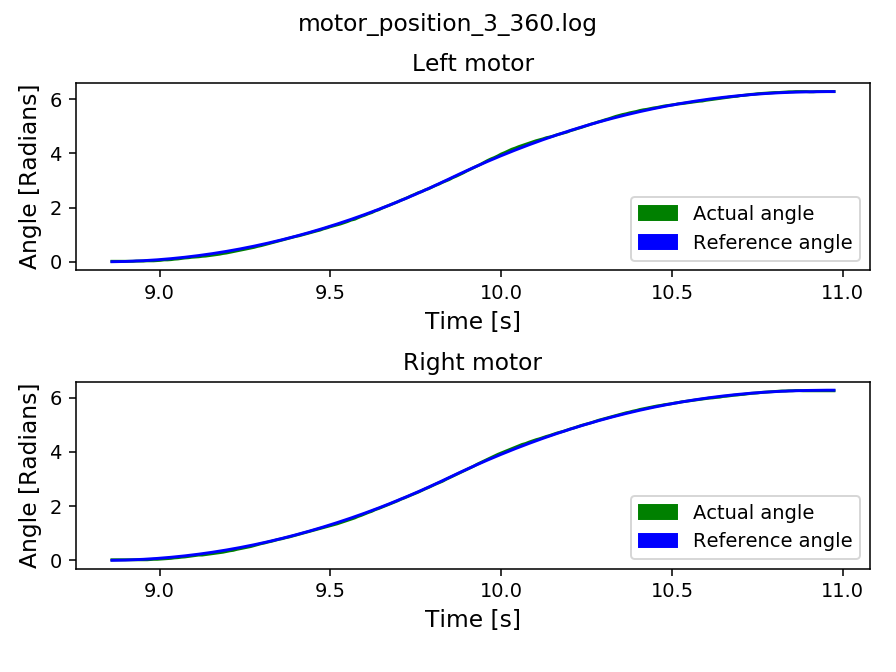 motor_position_3_360.log
Left motor
Angle [Radians]
6
4
2
0
Actual angle
Reference angle
9.0 9.5 10.0 10.5 11.0
Time [s]
Right motor
Angle [Radians]
6
4
2
0
Actual angle
Reference angle
9.0 9.5 10.0 10.5 11.0
Time [s]